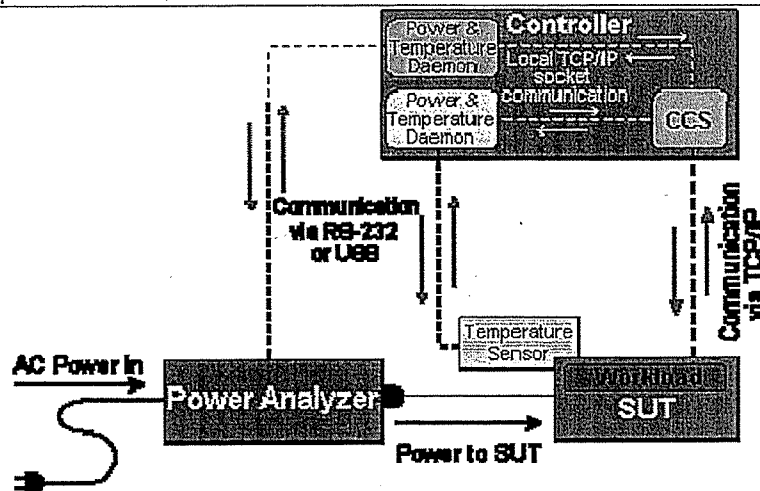 Controller
Power &
Temperature
Daemon
Local TCP/IP
socket
communication
Power &
Temperature
Daemon
CCS
Communication
via RS-232
or USB
Communication
via TCP/IP
Temperature
Sensor
AC Power In
Power Analyzer
Workload
SUT
Power to SUT